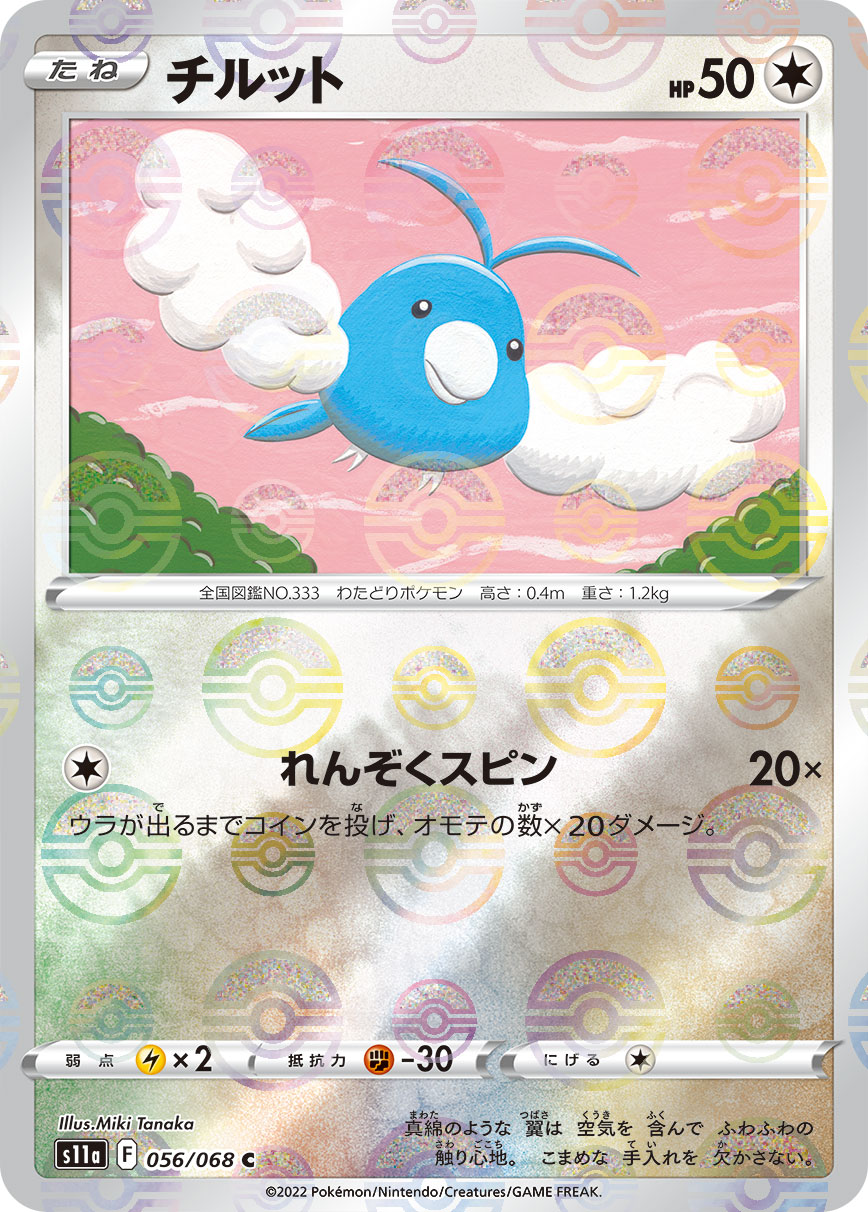 たね チルット HP50
全国図鑑NO.333 わたどりポケモン 高さ:0.4m 重さ:1.2kg
れんぞくスピン 20×
ウラが出るまでコインを投げ、オモテの数×20ダメージ。
弱点 ×2 抵抗力 -30 にげる
Illus.Miki Tanaka
s11a F 056/068 C
真綿のような 翼は 空気を 含んで ふわふわの
触り心地。 こまめな 手入れを 欠かさない。
©2022 Pokémon/Nintendo/Creatures/GAME FREAK.